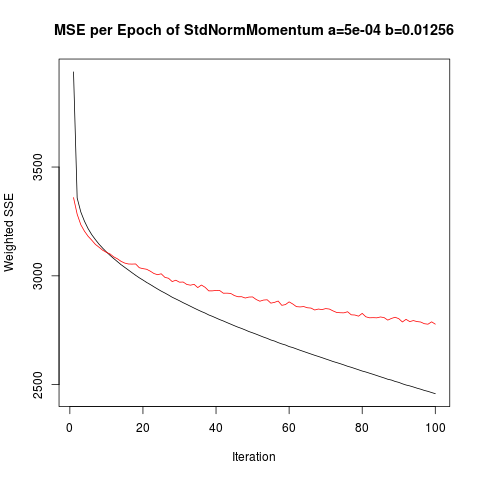 MSE per Epoch of StdNormMomentum a=5e-04 b=0.01256
Weighted SSE
3500
3000
2500
0 20 40 60 80 100
Iteration